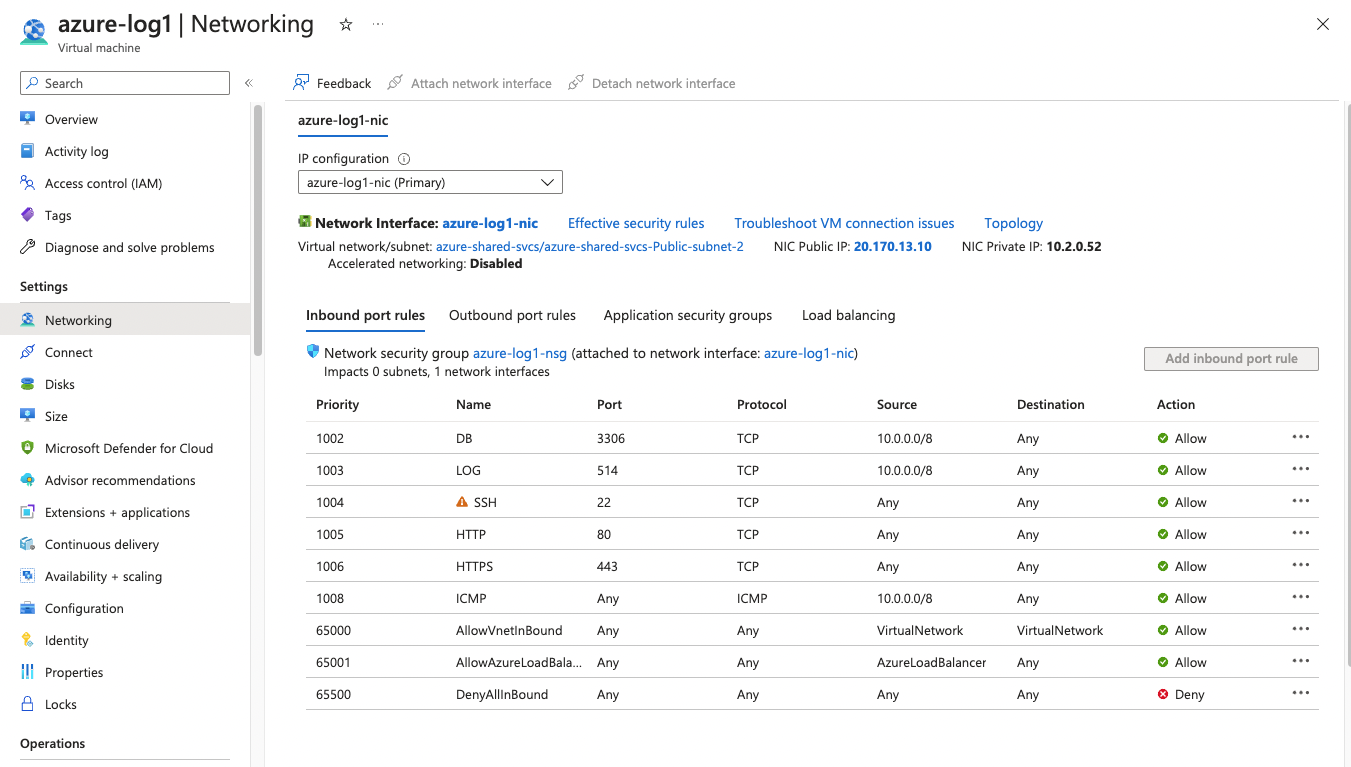 azure-log1 | Networking
Virtual machine
Search
Overview
Activity log
Access control (IAM)
Tags
Diagnose and solve problems
Settings
Networking
Connect
Disks
Size
Microsoft Defender for Cloud
Advisor recommendations
Extensions + applications
Continuous delivery
Availability + scaling
Configuration
Identity
Properties
Locks
Operations
Feedback Attach network interface Detach network interface
azure-log1-nic
IP configuration
azure-log1-nic (Primary)
Network Interface: azure-log1-nic Effective security rules Troubleshoot VM connection issues Topology
Virtual network/subnet: azure-shared-svcs/azure-shared-svcs-Public-subnet-2 NIC Public IP: 20.170.13.10 NIC Private IP: 10.2.0.52
Accelerated networking: Disabled
Inbound port rules Outbound port rules Application security groups Load balancing
Network security group azure-log1-nsg (attached to network interface: azure-log1-nic)
Impacts 0 subnets, 1 network interfaces
Add inbound port rule
Priority Name Port Protocol Source Destination Action
1002 DB 3306 TCP 10.0.0.0/8 Any Allow
1003 LOG 514 TCP 10.0.0.0/8 Any Allow
1004 SSH 22 TCP Any Any Allow
1005 HTTP 80 TCP Any Any Allow
1006 HTTPS 443 TCP Any Any Allow
1008 ICMP Any ICMP 10.0.0.0/8 Any Allow
65000 AllowVnetInBound Any Any VirtualNetwork VirtualNetwork Allow
65001 AllowAzureLoadBala... Any Any AzureLoadBalancer Any Allow
65500 DenyAllInBound Any Any Any Any Deny